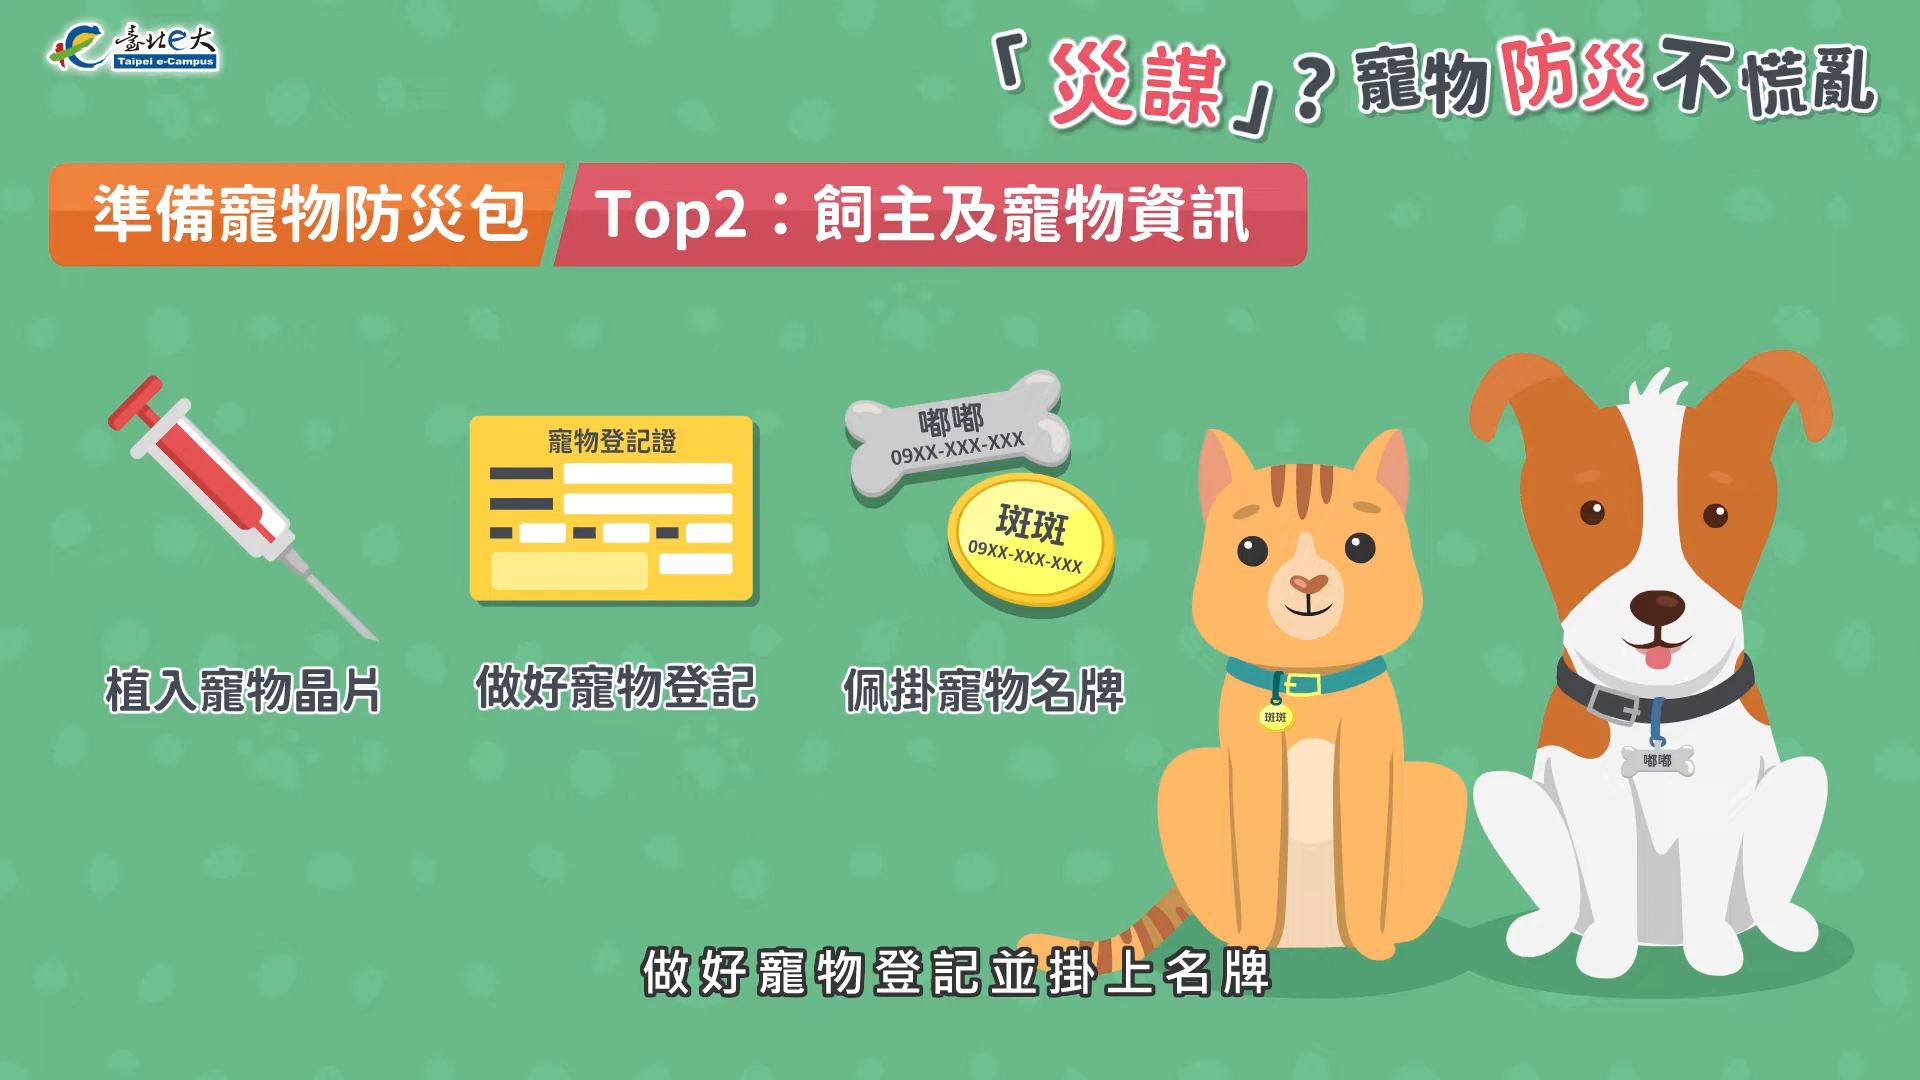 臺北e大
Taipei e-Campus
「災謀」？寵物防災不慌亂
準備寵物防災包
Top2：飼主及寵物資訊
寵物登記證
嘟嘟
09XX-XXX-XXX
斑斑
09XX-XXX-XXX
植入寵物晶片
做好寵物登記
佩掛寵物名牌
斑斑
嘟嘟
做好寵物登記並掛上名牌